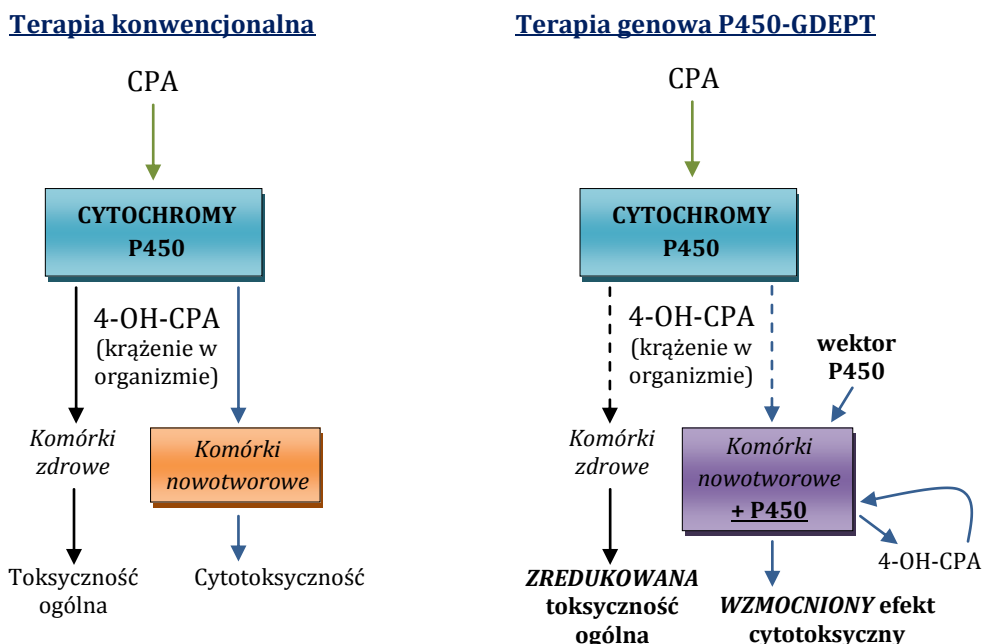 Terapia konwencjonalna
CPA
CYTOCHROMY
P450
4-OH-CPA
(krążenie w
organizmie)
Komórki
zdrowe
Komórki
nowotworowe
Toksyczność
ogólna
Cytotoksyczność
Terapia genowa P450-GDEPT
CPA
CYTOCHROMY
P450
4-OH-CPA
(krążenie w
organizmie)
wektor
P450
Komórki
zdrowe
Komórki
nowotworowe
+ P450
4-OH-CPA
ZREDUKOWANA
toksyczność
ogólna
WZMOCNIONY efekt
cytotoksyczny